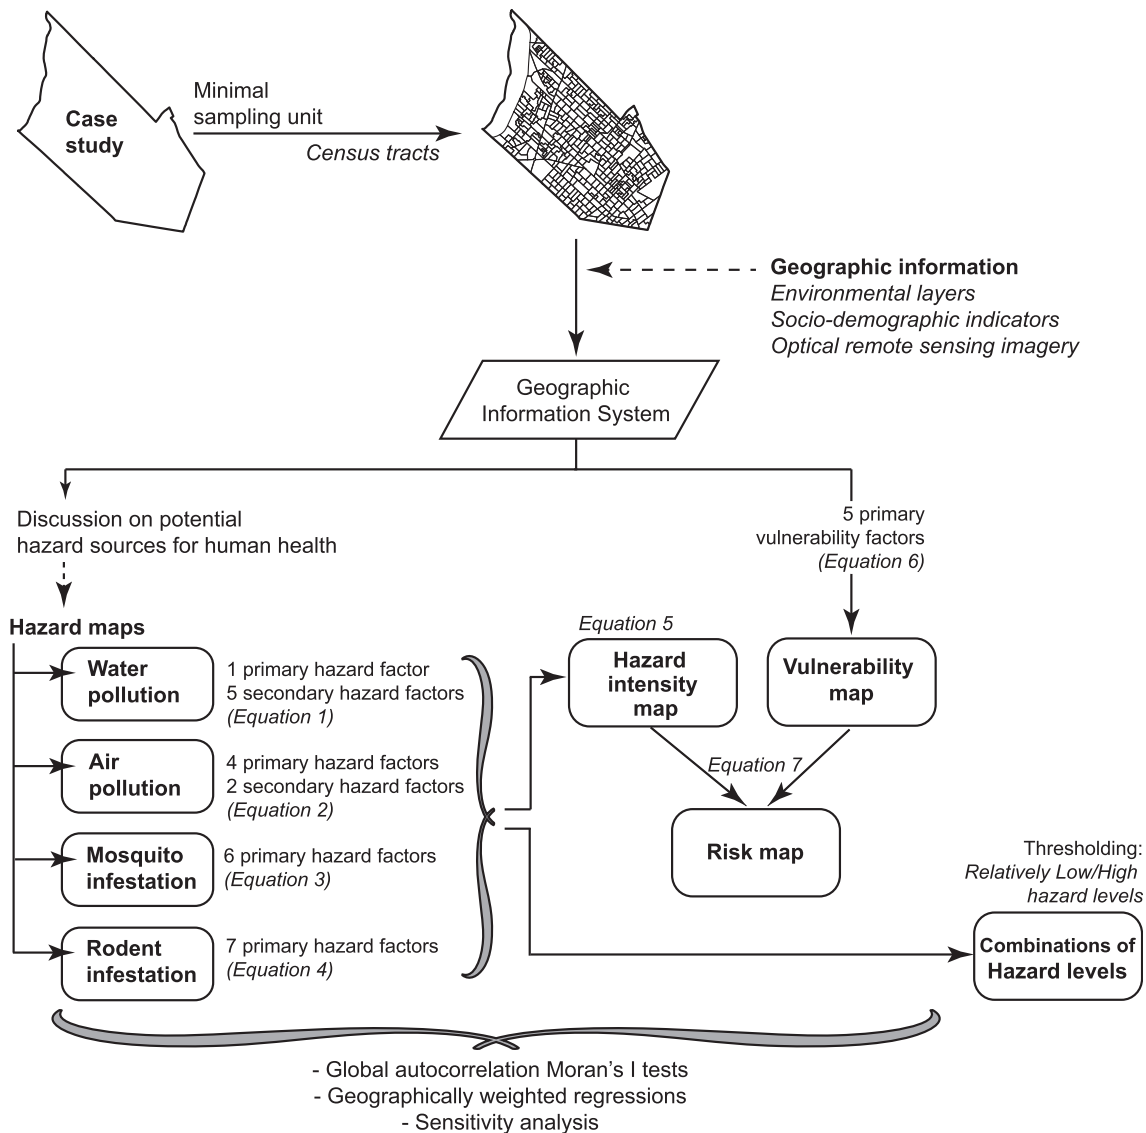 Case
study
Minimal
sampling unit
Census tracts
Geographic information
Environmental layers
Socio-demographic indicators
Optical remote sensing imagery
Geographic
Information System
Discussion on potential
hazard sources for human health
5 primary
vulnerability factors
(Equation 6)
Hazard maps
Water
pollution
1 primary hazard factor
5 secondary hazard factors
(Equation 1)
Air
pollution
4 primary hazard factors
2 secondary hazard factors
(Equation 2)
Mosquito
infestation
6 primary hazard factors
(Equation 3)
Rodent
infestation
7 primary hazard factors
(Equation 4)
Equation 5
Hazard
intensity
map
Vulnerability
map
Equation 7
Risk map
Thresholding:
Relatively Low/High
hazard levels
Combinations of
Hazard levels
- Global autocorrelation Moran's I tests
- Geographically weighted regressions
- Sensitivity analysis